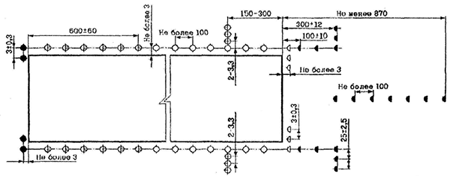 150-300
Не менее 870
300±12
600±60
Не более 3
Не более 100
100±10
3±0,3
2-3,3
Не более 3
Не более 100
3±0,3
2-3,3
25±2,5
Не более 3